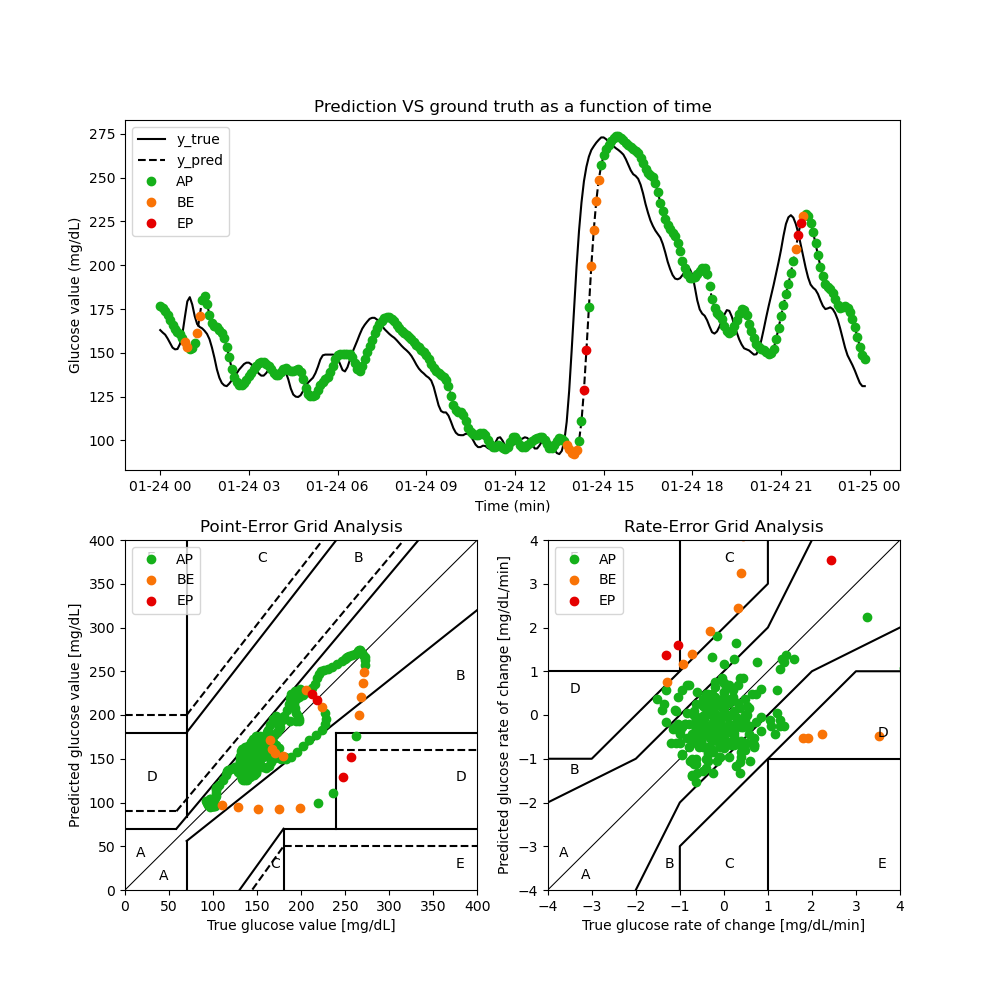 Prediction VS ground truth as a function of time
Glucose value (mg/dL)
275
250
225
200
175
150
125
100
y_true
y_pred
AP
BE
EP
01-24 00 01-24 03 01-24 06 01-24 09 01-24 12 01-24 15 01-24 18 01-24 21 01-25 00
Time (min)
Point-Error Grid Analysis
Predicted glucose value [mg/dL]
400
350
300
250
200
150
100
50
0
AP
BE
EP
C
B
B
D
D
A
A
C
E
0 50 100 150 200 250 300 350 400
True glucose value [mg/dL]
Rate-Error Grid Analysis
Predicted glucose rate of change [mg/dL/min]
4
3
2
1
0
−1
−2
−3
−4
AP
BE
EP
C
D
D
B
A
A
B
C
E
−4 −3 −2 −1 0 1 2 3 4
True glucose rate of change [mg/dL/min]